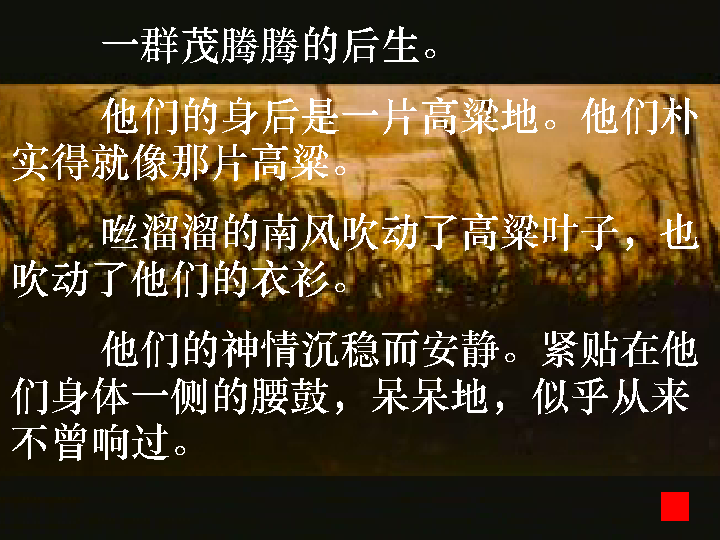 一群茂腾腾的后生。
他们的身后是一片高粱地。他们朴
实得就像那片高粱。
咝溜溜的南风吹动了高粱叶子，也
吹动了他们的衣衫。
他们的神情沉稳而安静。紧贴在他
们身体一侧的腰鼓，呆呆地，似乎从来
不曾响过。